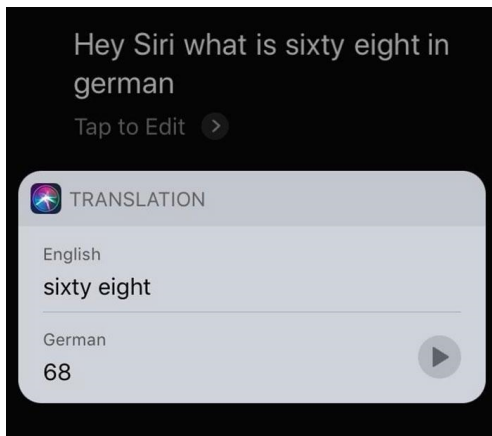 Hey Siri what is sixty eight in
german
Tap to Edit
TRANSLATION
English
sixty eight
German
68